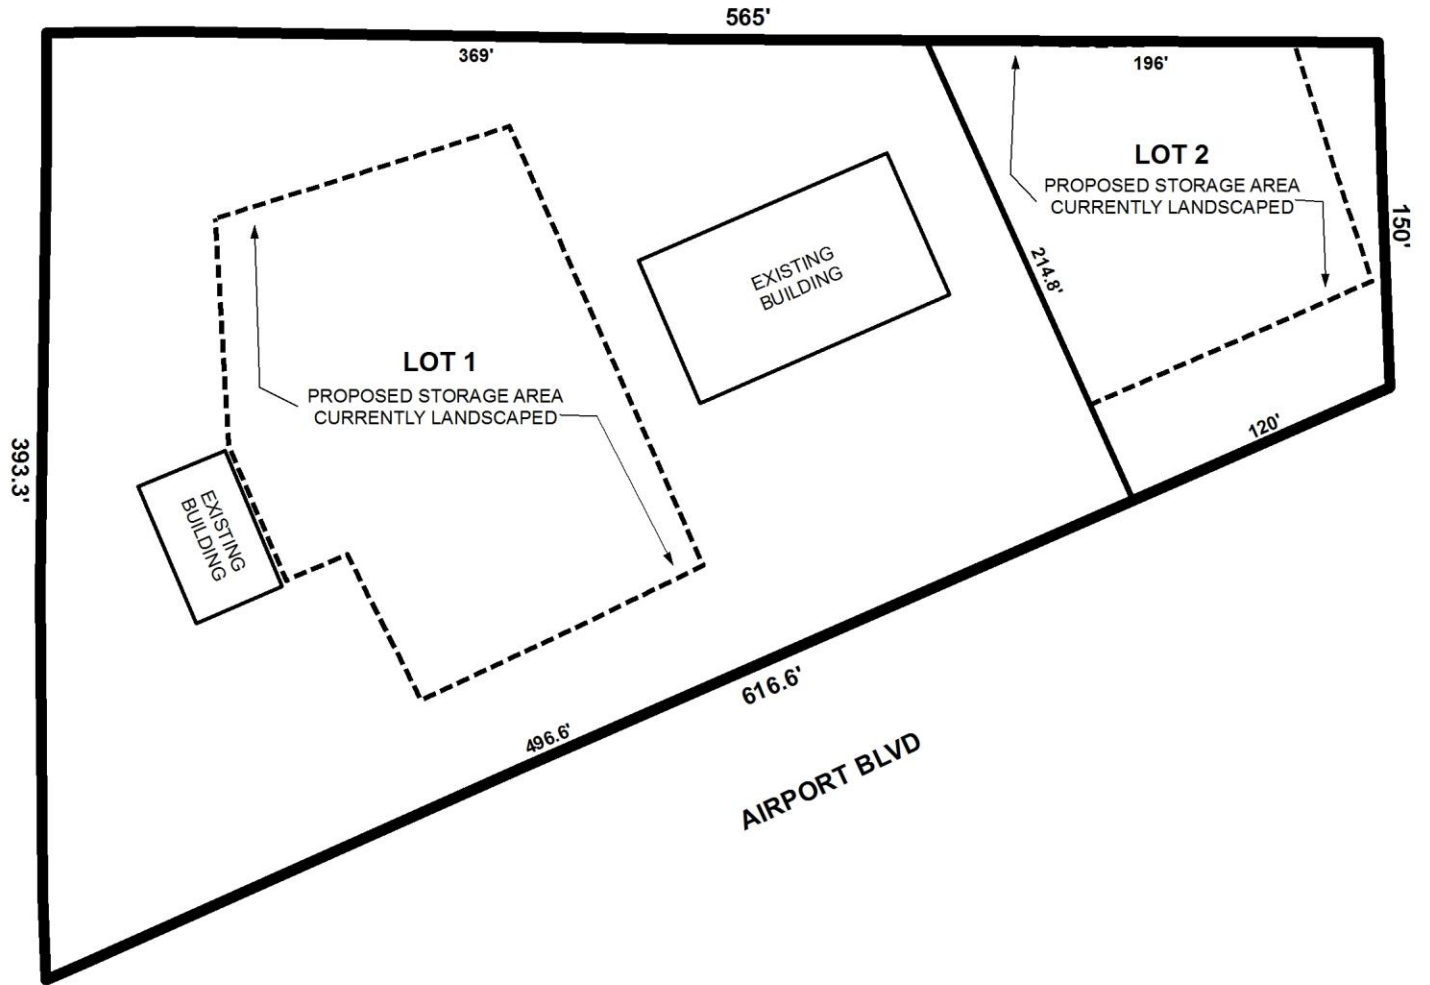 565'
369'
196'
LOT 2
PROPOSED STORAGE AREA
CURRENTLY LANDSCAPED
150'
214.8'
EXISTING
BUILDING
LOT 1
PROPOSED STORAGE AREA
CURRENTLY LANDSCAPED
393.3'
EXISTING
BUILDING
120'
616.6'
496.6'
AIRPORT BLVD